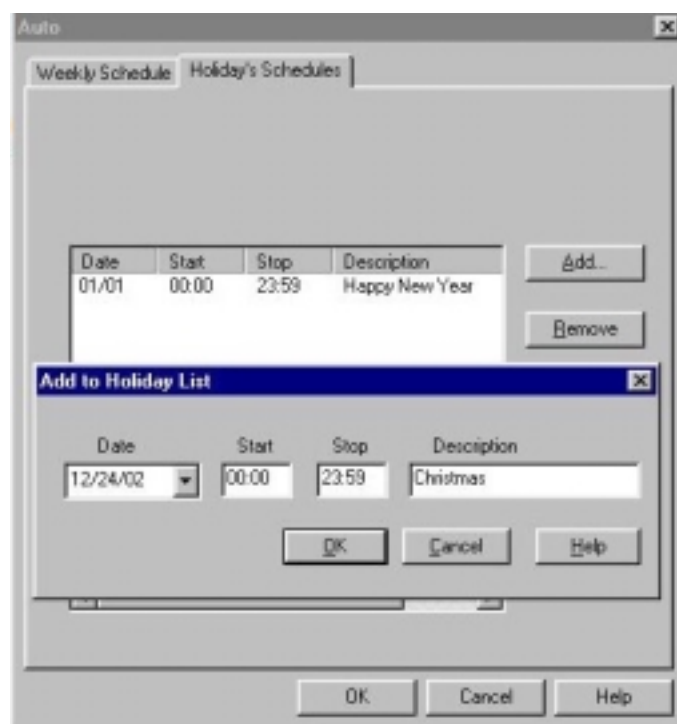 Auto
Weekly Schedule Holiday's Schedules
Date Start Stop Description
01/01 00:00 23:59 Happy New Year
Add...
Remove
Add to Holiday List
Date Start Stop Description
12/24/02 00:00 23:59 Christmas
OK Cancel Help
OK Cancel Help